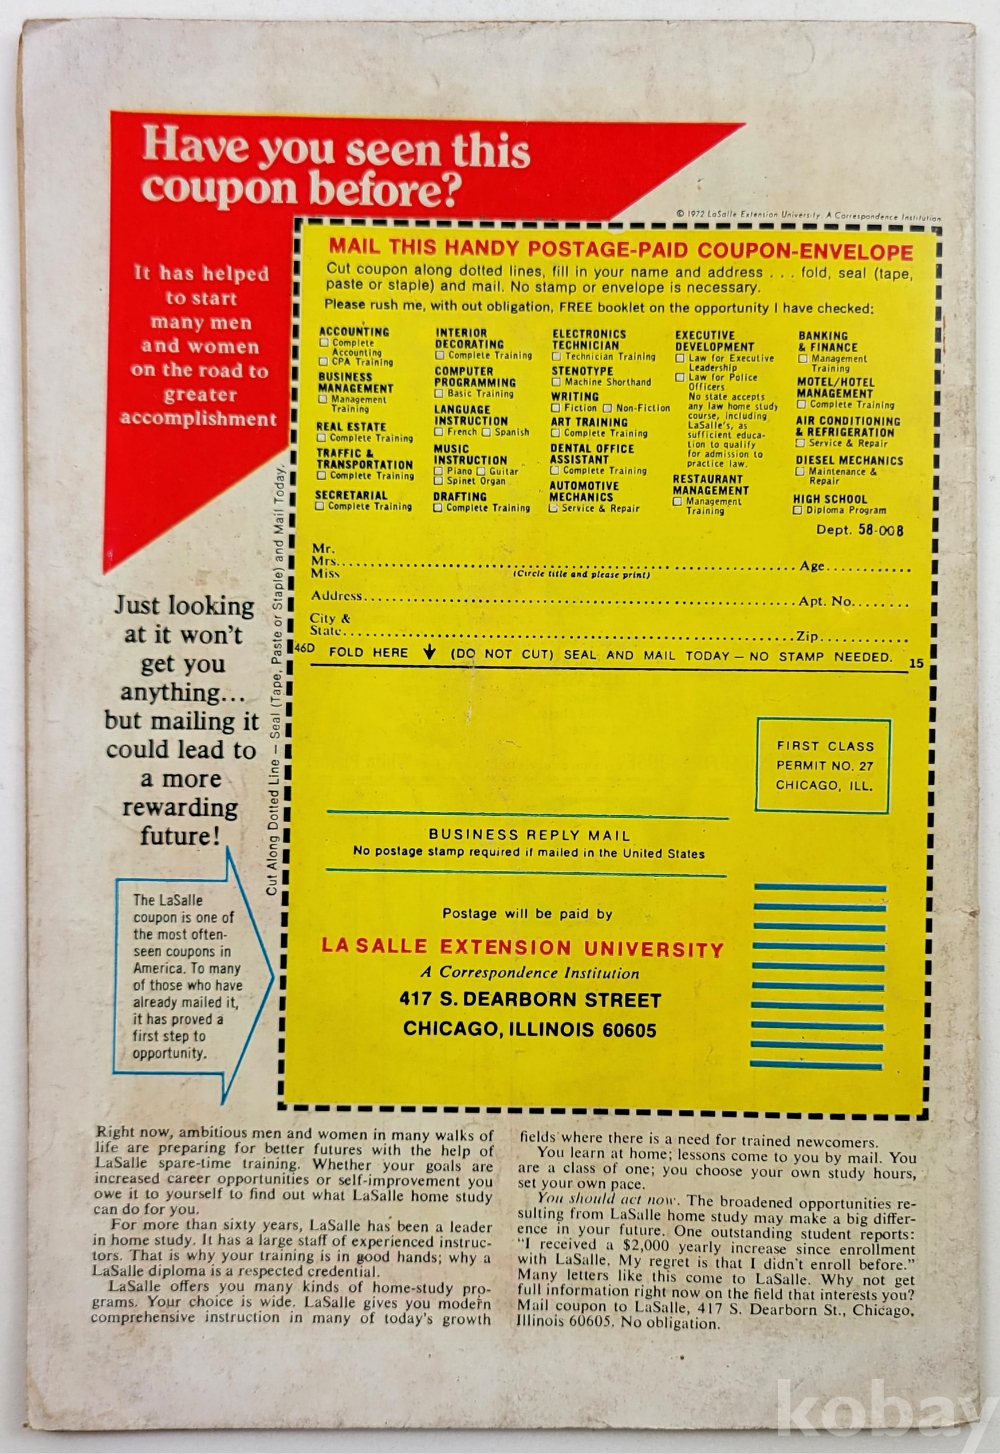 Have you seen this
coupon before?
It has helped
to start
many men
and women
on the road to
greater
accomplishment
© 1972 LaSalle Extension University A Correspondence Institution
MAIL THIS HANDY POSTAGE-PAID COUPON-ENVELOPE
Cut coupon along dotted lines, fill in your name and address . . . fold, seal (tape,
paste or staple) and mail. No stamp or envelope is necessary.
Please rush me, with out obligation, FREE booklet on the opportunity I have checked:
ACCOUNTING
☐ Complete
Accounting
☐ CPA Training
BUSINESS
MANAGEMENT
☐ Management
Training
REAL ESTATE
☐ Complete Training
TRAFFIC &
TRANSPORTATION
☐ Complete Training
SECRETARIAL
☐ Complete Training
INTERIOR
DECORATING
☐ Complete Training
COMPUTER
PROGRAMMING
☐ Basic Training
LANGUAGE
INSTRUCTION
☐ French ☐ Spanish
MUSIC
INSTRUCTION
☐ Piano ☐ Guitar
☐ Spinet Organ
DRAFTING
☐ Complete Training
ELECTRONICS
TECHNICIAN
☐ Technician Training
STENOTYPE
☐ Machine Shorthand
WRITING
☐ Fiction ☐ Non-Fiction
ART TRAINING
☐ Complete Training
DENTAL OFFICE
ASSISTANT
☐ Complete Training
AUTOMOTIVE
MECHANICS
☐ Service & Repair
EXECUTIVE
DEVELOPMENT
☐ Law for Executive
Leadership
☐ Law for Police
Officers
No state accepts
any law home study
course, including
LaSalle's, as
sufficient educa-
tion to qualify
for admission to
practice law.
RESTAURANT
MANAGEMENT
☐ Management
Training
BANKING
& FINANCE
☐ Management
Training
MOTEL/HOTEL
MANAGEMENT
☐ Complete Training
AIR CONDITIONING
& REFRIGERATION
☐ Service & Repair
DIESEL MECHANICS
☐ Maintenance &
Repair
HIGH SCHOOL
☐ Diploma Program
Dept. 58-008
Mr.
Mrs. Age
Miss (Circle title and please print)
Address Apt. No.
City &
State Zip
46D FOLD HERE ↓ (DO NOT CUT) SEAL AND MAIL TODAY — NO STAMP NEEDED. 15
Cut Along Dotted Line — Seal (Tape, Paste or Staple) and Mail Today.
Just looking
at it won't
get you
anything...
but mailing it
could lead to
a more
rewarding
future!
The LaSalle
coupon is one of
the most often-
seen coupons in
America. To many
of those who have
already mailed it,
it has proved a
first step to
opportunity.
FIRST CLASS
PERMIT NO. 27
CHICAGO, ILL.
BUSINESS REPLY MAIL
No postage stamp required if mailed in the United States
Postage will be paid by
LA SALLE EXTENSION UNIVERSITY
A Correspondence Institution
417 S. DEARBORN STREET
CHICAGO, ILLINOIS 60605
Right now, ambitious men and women in many walks of
life are preparing for better futures with the help of
LaSalle spare-time training. Whether your goals are
increased career opportunities or self-improvement you
owe it to yourself to find out what LaSalle home study
can do for you.
For more than sixty years, LaSalle has been a leader
in home study. It has a large staff of experienced instruc-
tors. That is why your training is in good hands; why a
LaSalle diploma is a respected credential.
LaSalle offers you many kinds of home-study pro-
grams. Your choice is wide. LaSalle gives you modern
comprehensive instruction in many of today's growth
fields where there is a need for trained newcomers.
You learn at home; lessons come to you by mail. You
are a class of one; you choose your own study hours,
set your own pace.
You should act now. The broadened opportunities re-
sulting from LaSalle home study may make a big differ-
ence in your future. One outstanding student reports:
"I received a $2,000 yearly increase since enrollment
with LaSalle. My regret is that I didn't enroll before."
Many letters like this come to LaSalle. Why not get
full information right now on the field that interests you?
Mail coupon to LaSalle, 417 S. Dearborn St., Chicago,
Illinois 60605. No obligation.
kobay